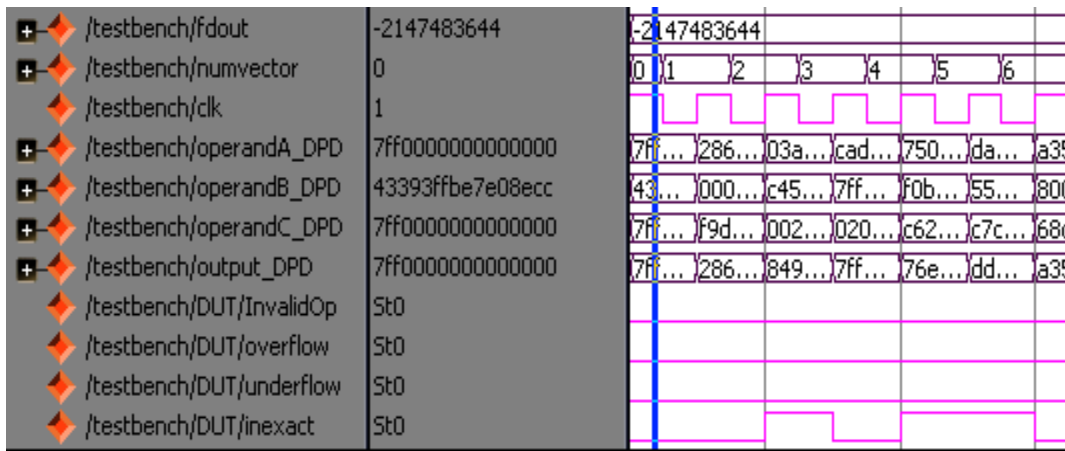 /testbench/fdout -2147483644 -2147483644
/testbench/numvector 0 0 1 2 3 4 5 6
/testbench/clk 1
/testbench/operandA_DPD 7ff0000000000000 7ff... 286... 03a... cad... 750... da... a35
/testbench/operandB_DPD 43393ffbe7e08ecc 43... 000... c45... 7ff... f0b... 55... 800
/testbench/operandC_DPD 7ff0000000000000 7ff... f9d... 002... 020... c62... c7c... 68c
/testbench/output_DPD 7ff0000000000000 7ff... 286... 849... 7ff... 76e... dd... a35
/testbench/DUT/InvalidOp St0
/testbench/DUT/overflow St0
/testbench/DUT/underflow St0
/testbench/DUT/inexact St0